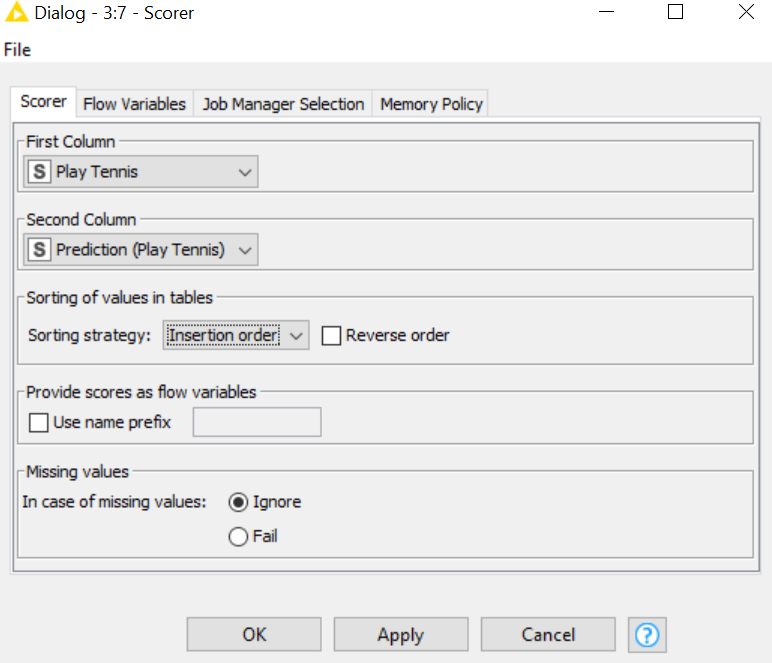 Dialog - 3:7 - Scorer
File
Scorer Flow Variables Job Manager Selection Memory Policy
First Column
S Play Tennis
Second Column
S Prediction (Play Tennis)
Sorting of values in tables
Sorting strategy: Insertion order Reverse order
Provide scores as flow variables
Use name prefix
Missing values
In case of missing values: Ignore
Fail
OK Apply Cancel ?